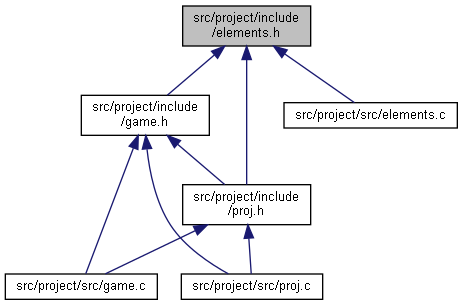 src/project/include
/elements.h
src/project/include
/game.h
src/project/src/elements.c
src/project/include
/proj.h
src/project/src/game.c
src/project/src/proj.c